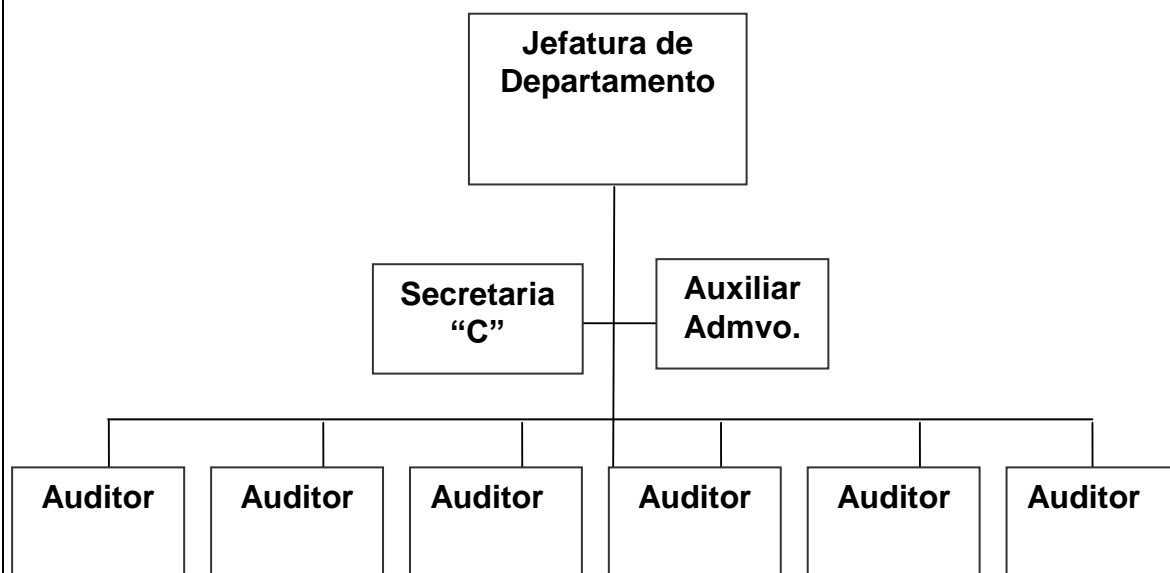 Jefatura de
Departamento
Secretaria
“C”
Auxiliar
Admvo.
Auditor
Auditor
Auditor
Auditor
Auditor
Auditor